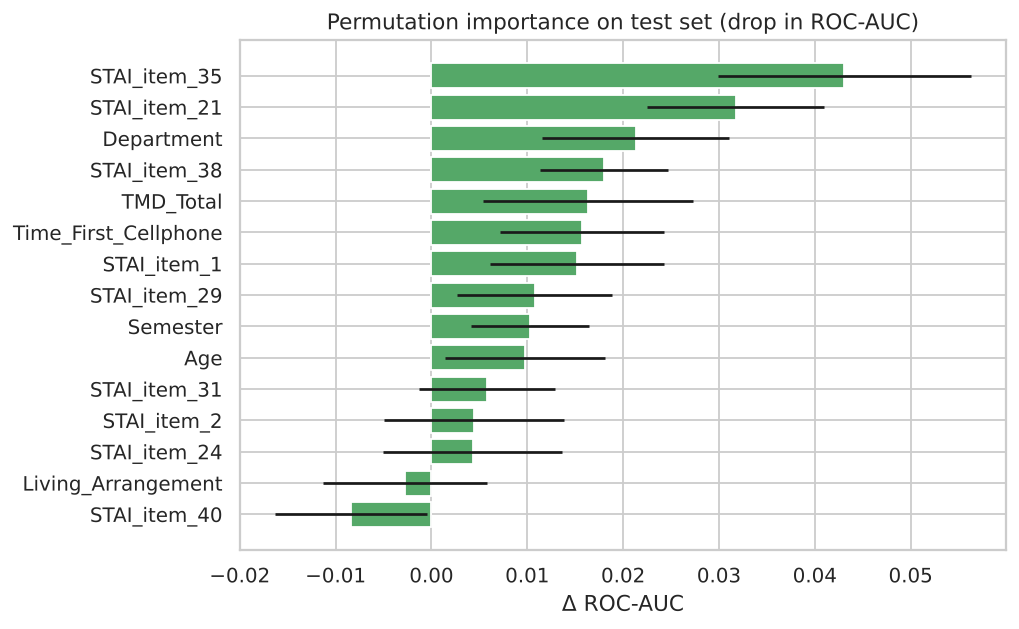 Permutation importance on test set (drop in ROC-AUC)
STAI_item_35
STAI_item_21
Department
STAI_item_38
TMD_Total
Time_First_Cellphone
STAI_item_1
STAI_item_29
Semester
Age
STAI_item_31
STAI_item_2
STAI_item_24
Living_Arrangement
STAI_item_40
−0.02 −0.01 0.00 0.01 0.02 0.03 0.04 0.05
Δ ROC-AUC